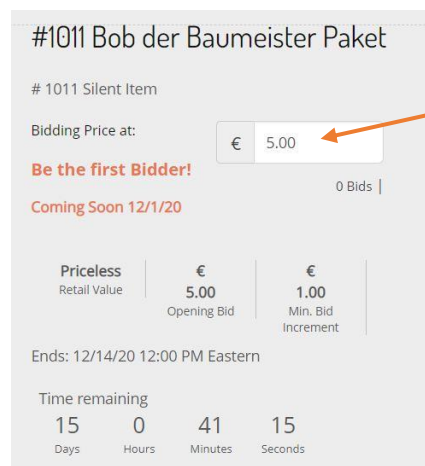 #1011 Bob der Baumeister Paket
# 1011 Silent Item
Bidding Price at:
€ 5.00
Be the first Bidder!
0 Bids |
Coming Soon 12/1/20
Priceless € €
Retail Value 5.00 1.00
Opening Bid Min. Bid
Increment
Ends: 12/14/20 12:00 PM Eastern
Time remaining
15 0 41 15
Days Hours Minutes Seconds